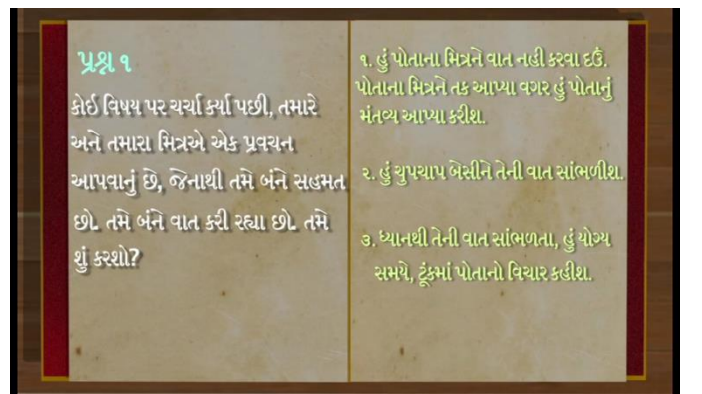 પ્રશ્ન ૧
કોઈ વિષય પર ચર્ચા કર્યા પછી, તમારે
અને તમારા મિત્રએ એક પ્રવચન
આપવાનું છે, જેનાથી તમે બંને સહમત
છો. તમે બંને વાત કરી રહ્યા છો. તમે
શું કરશો?
૧. હું પોતાના મિત્રને વાત નહી કરવા દઉં.
પોતાના મિત્રને તક આપ્યા વગર હું પોતાનું
મંતવ્ય આપ્યા કરીશ.
૨. હું ચુપચાપ બેસીને તેની વાત સાંભળીશ.
૩. ધ્યાનથી તેની વાત સાંભળતા, હું યોગ્ય
સમયે, ટૂંકમાં પોતાનો વિચાર કહીશ.